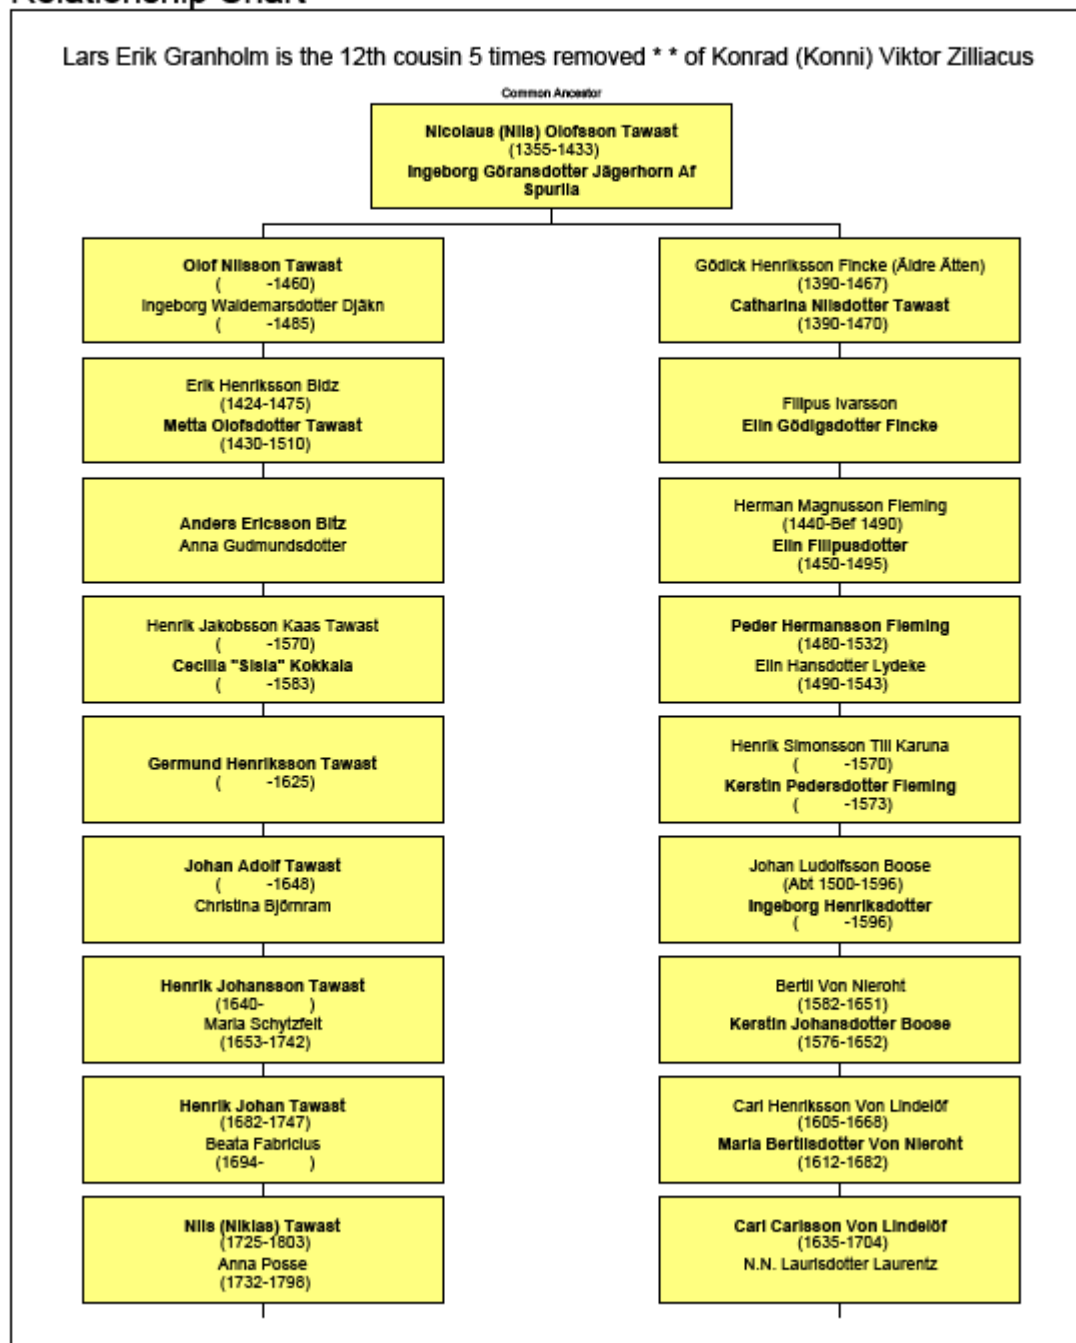 Relationship Chart
Lars Erik Granholm is the 12th cousin 5 times removed * * of Konrad (Konni) Viktor Zilliacus
Common Ancestor
Nicolaus (Nils) Olofsson Tawast
(1355-1433)
Ingeborg Göransdotter Jägerhorn Af
Spurila
Olof Nilsson Tawast
( -1460)
Ingeborg Waldemarsdotter Djäkn
( -1485)
Erik Henriksson Bidz
(1424-1475)
Metta Olofsdotter Tawast
(1430-1510)
Anders Ericsson Bitz
Anna Gudmundsdotter
Henrik Jakobsson Kaas Tawast
( -1570)
Cecilia "Sisla" Kokkala
( -1583)
Germund Henriksson Tawast
( -1625)
Johan Adolf Tawast
( -1648)
Christina Björnram
Henrik Johansson Tawast
(1640- )
Maria Schytzfelt
(1653-1742)
Henrik Johan Tawast
(1682-1747)
Beata Fabricius
(1694- )
Nils (Niklas) Tawast
(1725-1803)
Anna Posse
(1732-1798)
Gödick Henriksson Fincke (Äldre Ätten)
(1390-1467)
Catharina Nilsdotter Tawast
(1390-1470)
Filipus Ivarsson
Elin Gödigsdotter Fincke
Herman Magnusson Fleming
(1440-Bef 1490)
Elin Filipusdotter
(1450-1495)
Peder Hermansson Fleming
(1480-1532)
Elin Hansdotter Lydeke
(1490-1543)
Henrik Simonsson Till Karuna
( -1570)
Kerstin Pedersdotter Fleming
( -1573)
Johan Ludolfsson Boose
(Abt 1500-1596)
Ingeborg Henriksdotter
( -1596)
Bertil Von Nieroht
(1582-1651)
Kerstin Johansdotter Boose
(1576-1652)
Carl Henriksson Von Lindelöf
(1605-1668)
Maria Bertilsdotter Von Nieroht
(1612-1682)
Carl Carlsson Von Lindelöf
(1635-1704)
N.N. Laurisdotter Laurentz